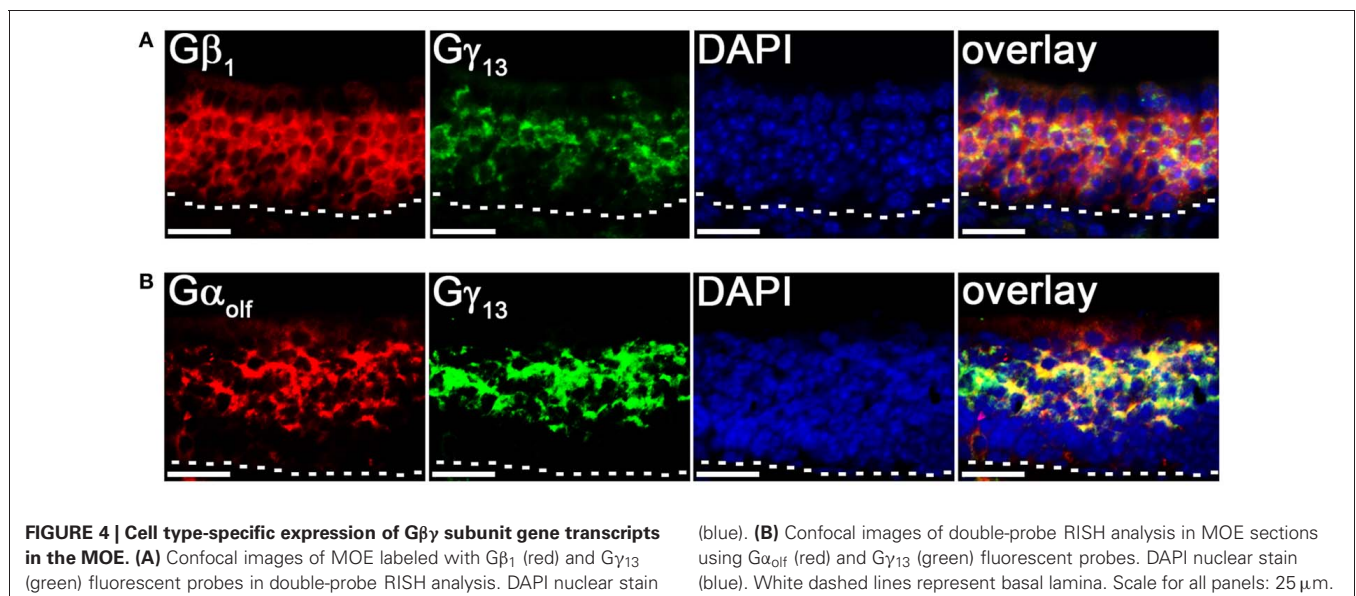 A
Gβ₁ Gγ₁₃ DAPI overlay
B
Gα_olf Gγ₁₃ DAPI overlay
FIGURE 4 | Cell type-specific expression of Gβγ subunit gene transcripts
in the MOE. (A) Confocal images of MOE labeled with Gβ₁ (red) and Gγ₁₃
(green) fluorescent probes in double-probe RISH analysis. DAPI nuclear stain
(blue). (B) Confocal images of double-probe RISH analysis in MOE sections
using Gα_olf (red) and Gγ₁₃ (green) fluorescent probes. DAPI nuclear stain
(blue). White dashed lines represent basal lamina. Scale for all panels: 25 μm.